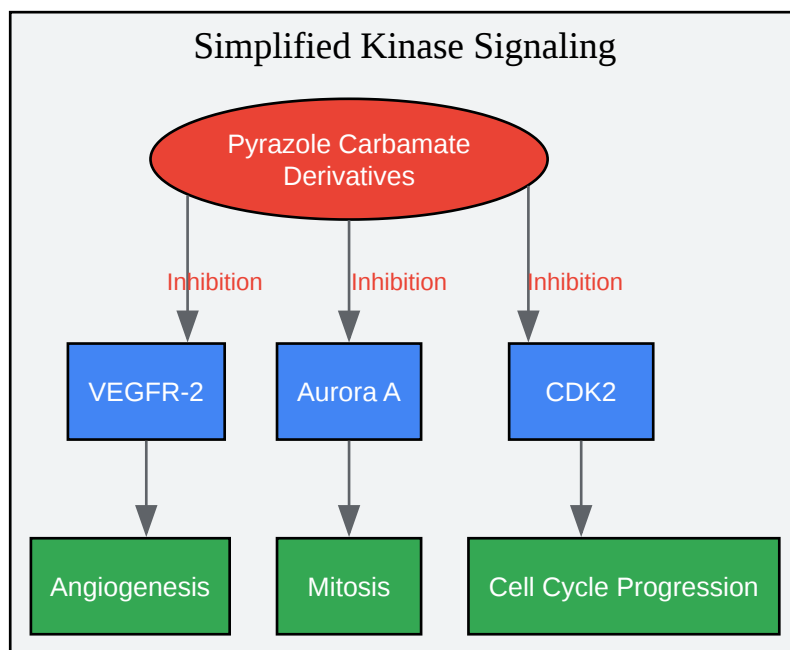 Simplified Kinase Signaling
Pyrazole Carbamate
Derivatives
Inhibition
Inhibition
Inhibition
VEGFR-2
Aurora A
CDK2
Angiogenesis
Mitosis
Cell Cycle Progression